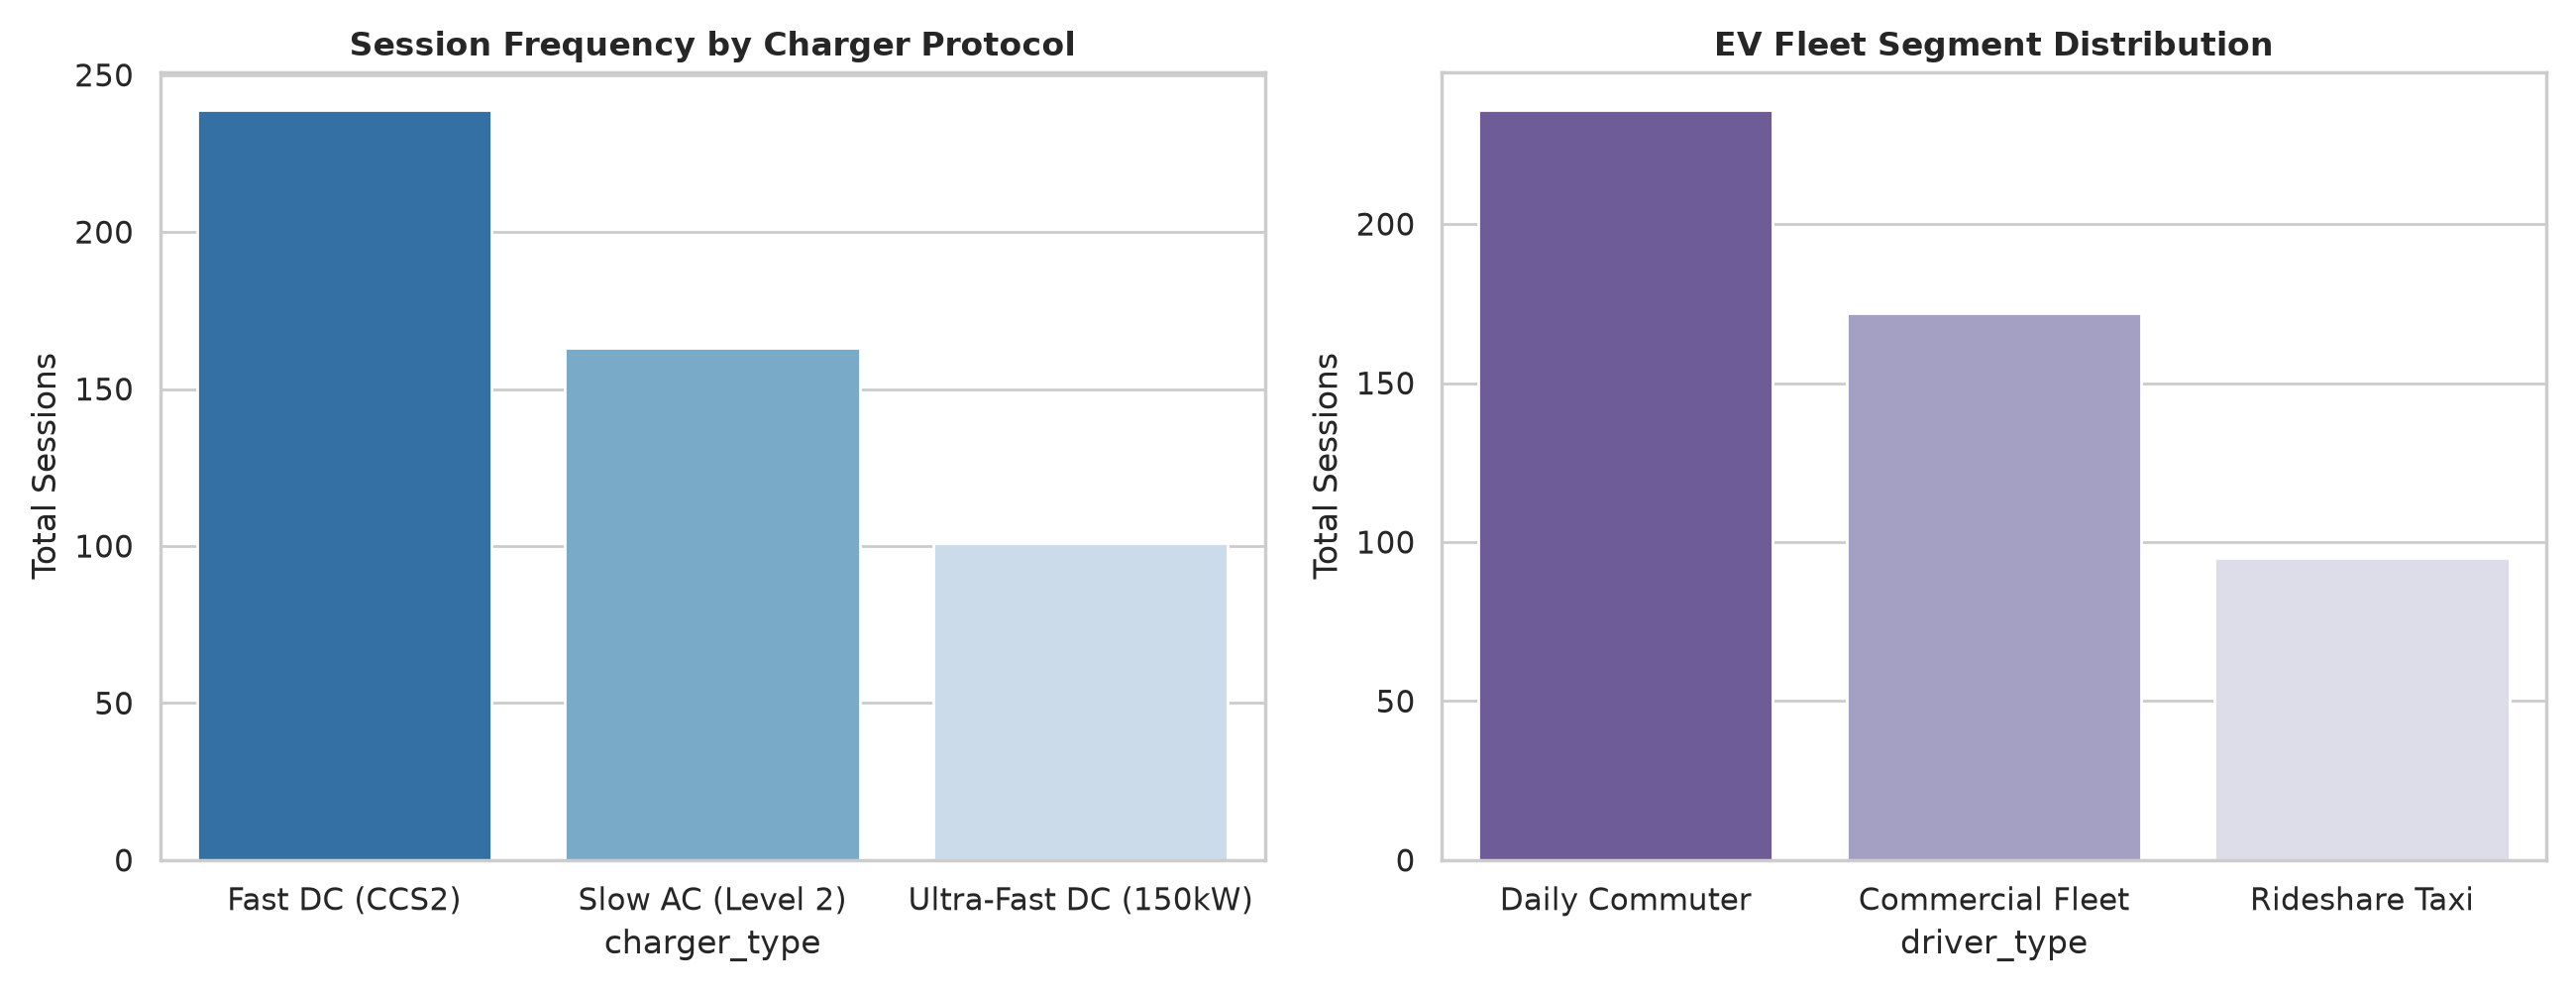 Session Frequency by Charger Protocol
250
200
150
100
50
0
Total Sessions
Fast DC (CCS2)
Slow AC (Level 2)
Ultra-Fast DC (150kW)
charger_type
EV Fleet Segment Distribution
200
150
100
50
0
Total Sessions
Daily Commuter
Commercial Fleet
Rideshare Taxi
driver_type